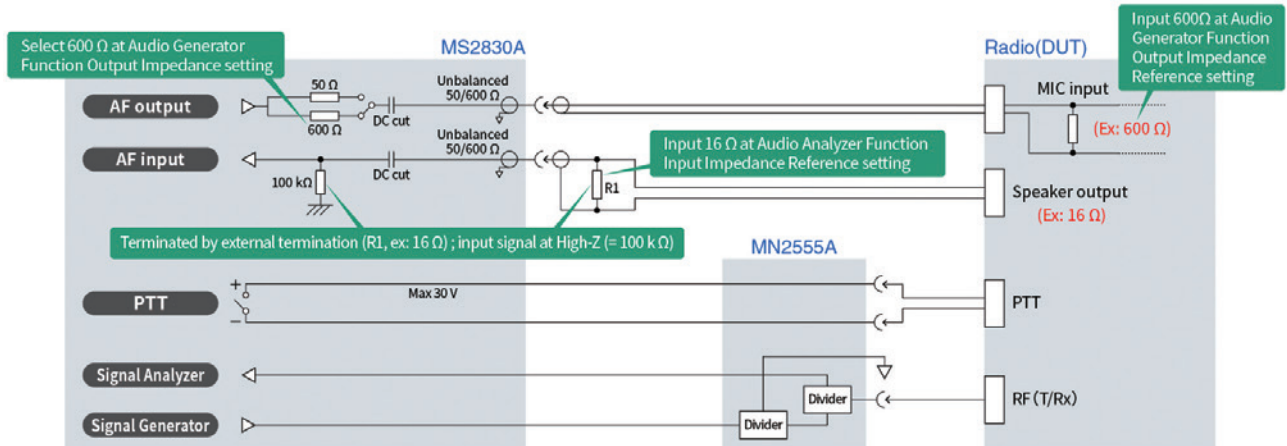 Select 600 Ω at Audio Generator
Function Output Impedance setting
MS2830A
Radio(DUT)
Input 600Ω at Audio
Generator Function
Output Impedance
Reference setting
AF output
50 Ω
600 Ω
DC cut
Unbalanced
50/600 Ω
MIC input
(Ex: 600 Ω)
AF input
100 kΩ
DC cut
Unbalanced
50/600 Ω
Input 16 Ω at Audio Analyzer Function
Input Impedance Reference setting
R1
Speaker output
(Ex: 16 Ω)
Terminated by external termination (R1, ex: 16 Ω) ; input signal at High-Z (= 100 k Ω)
MN2555A
PTT
+
−
Max 30 V
PTT
Signal Analyzer
Divider
RF (T/Rx)
Signal Generator
Divider